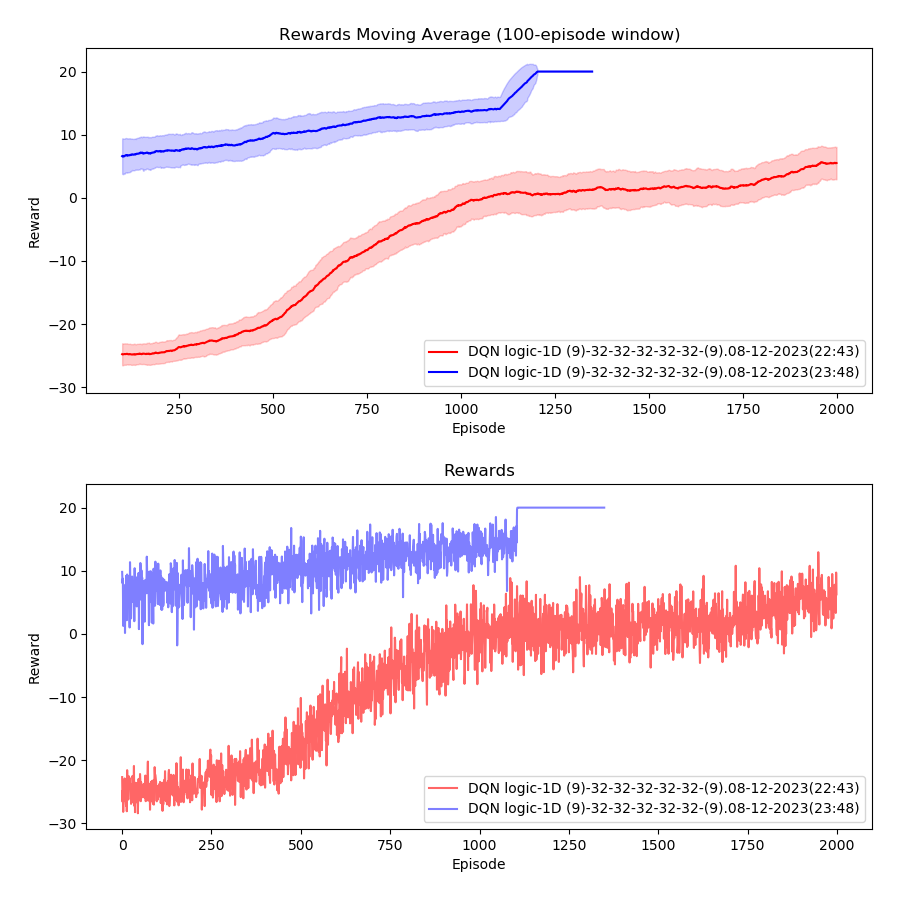 Rewards Moving Average (100-episode window)
20
10
0
−10
−20
−30
Reward
250 500 750 1000 1250 1500 1750 2000
Episode
DQN logic-1D (9)-32-32-32-32-32-(9).08-12-2023(22:43)
DQN logic-1D (9)-32-32-32-32-32-(9).08-12-2023(23:48)
Rewards
20
10
0
−10
−20
−30
Reward
0 250 500 750 1000 1250 1500 1750 2000
Episode
DQN logic-1D (9)-32-32-32-32-32-(9).08-12-2023(22:43)
DQN logic-1D (9)-32-32-32-32-32-(9).08-12-2023(23:48)